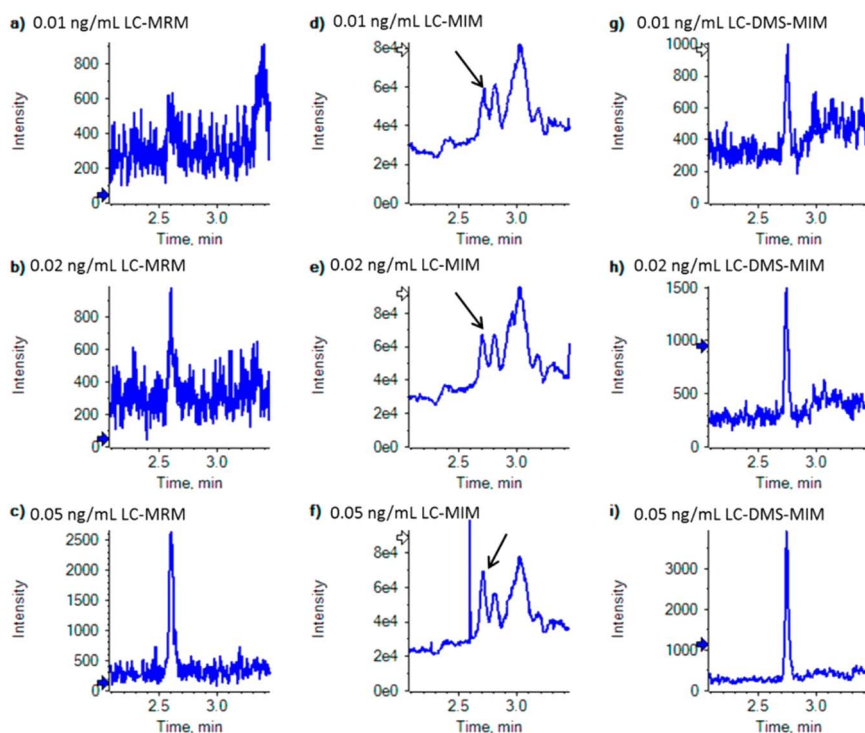 a) 0.01 ng/mL LC-MRM
Intensity
800
600
400
200
0
2.5 3.0
Time, min
d) 0.01 ng/mL LC-MIM
Intensity
8e4
6e4
4e4
2e4
0e0
2.5 3.0
Time, min
g) 0.01 ng/mL LC-DMS-MIM
Intensity
1000
800
600
400
200
0
2.5 3.0
Time, min
b) 0.02 ng/mL LC-MRM
Intensity
800
600
400
200
0
2.5 3.0
Time, min
e) 0.02 ng/mL LC-MIM
Intensity
8e4
6e4
4e4
2e4
0e0
2.5 3.0
Time, min
h) 0.02 ng/mL LC-DMS-MIM
Intensity
1500
1000
500
0
2.5 3.0
Time, min
c) 0.05 ng/mL LC-MRM
Intensity
2500
2000
1500
1000
500
0
2.5 3.0
Time, min
f) 0.05 ng/mL LC-MIM
Intensity
8e4
6e4
4e4
2e4
0e0
2.5 3.0
Time, min
i) 0.05 ng/mL LC-DMS-MIM
Intensity
3000
2000
1000
0
2.5 3.0
Time, min